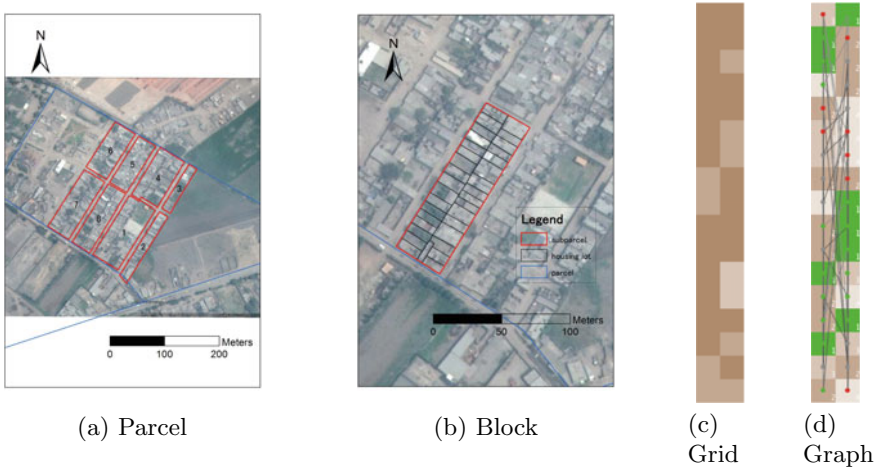 N
6
5
4
3
7
8
1
2
Meters
0
100
200
(a) Parcel
N
Legend
subparcel
housing lot
parcel
Meters
0
50
100
(b) Block
(c)
Grid
(d)
Graph